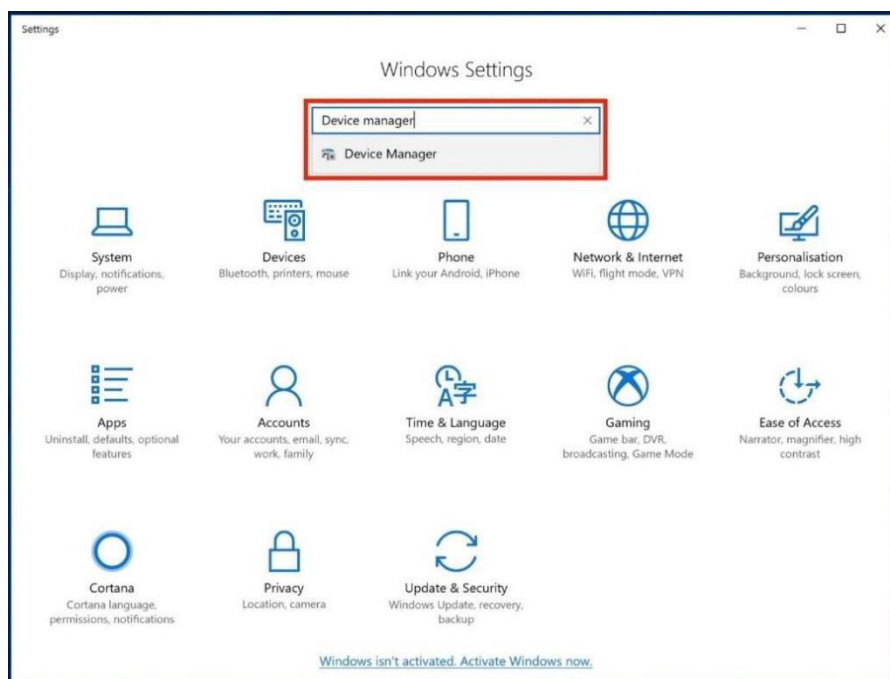 Settings
Windows Settings
Device manager
Device Manager
System
Display, notifications,
power
Devices
Bluetooth, printers, mouse
Phone
Link your Android, iPhone
Network & Internet
WiFi, flight mode, VPN
Personalisation
Background, lock screen,
colours
Apps
Uninstall, defaults, optional
features
Accounts
Your accounts, email, sync,
work, family
Time & Language
Speech, region, date
Gaming
Game bar, DVR,
broadcasting, Game Mode
Ease of Access
Narrator, magnifier, high
contrast
Cortana
Cortana language,
permissions, notifications
Privacy
Location, camera
Update & Security
Windows Update, recovery,
backup
Windows isn't activated. Activate Windows now.